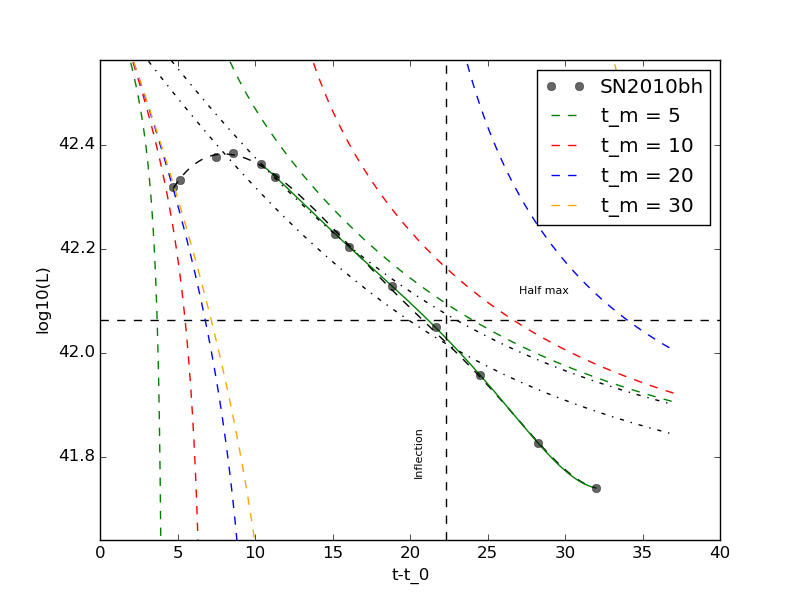 SN2010bh
t_m = 5
t_m = 10
t_m = 20
t_m = 30
42.4
42.2
42.0
41.8
log10(L)
Half max
Inflection
0 5 10 15 20 25 30 35 40
t-t_0